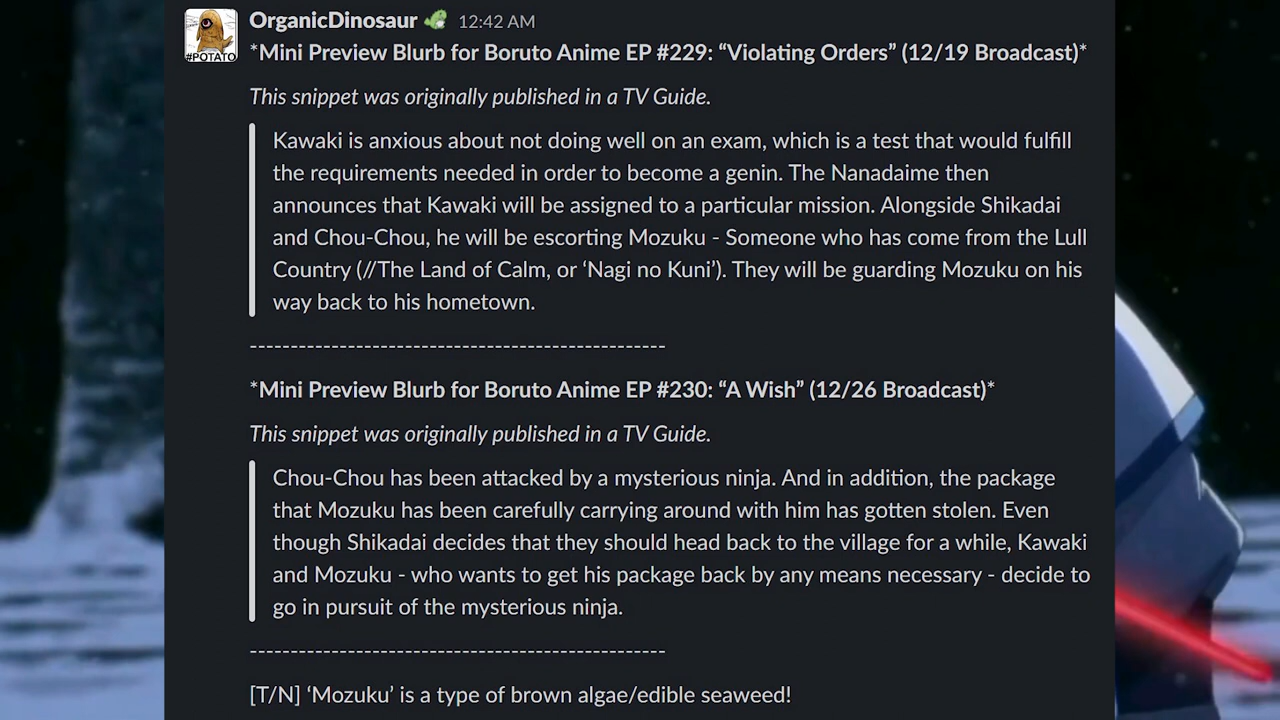 OrganicDinosaur 12:42 AM
#POTATO
*Mini Preview Blurb for Boruto Anime EP #229: “Violating Orders” (12/19 Broadcast)*
This snippet was originally published in a TV Guide.
Kawaki is anxious about not doing well on an exam, which is a test that would fulfill
the requirements needed in order to become a genin. The Nanadaime then
announces that Kawaki will be assigned to a particular mission. Alongside Shikadai
and Chou-Chou, he will be escorting Mozuku - Someone who has come from the Lull
Country (//The Land of Calm, or ‘Nagi no Kuni’). They will be guarding Mozuku on his
way back to his hometown.
---------------------------------------------------
*Mini Preview Blurb for Boruto Anime EP #230: “A Wish” (12/26 Broadcast)*
This snippet was originally published in a TV Guide.
Chou-Chou has been attacked by a mysterious ninja. And in addition, the package
that Mozuku has been carefully carrying around with him has gotten stolen. Even
though Shikadai decides that they should head back to the village for a while, Kawaki
and Mozuku - who wants to get his package back by any means necessary - decide to
go in pursuit of the mysterious ninja.
---------------------------------------------------
[T/N] ‘Mozuku’ is a type of brown algae/edible seaweed!